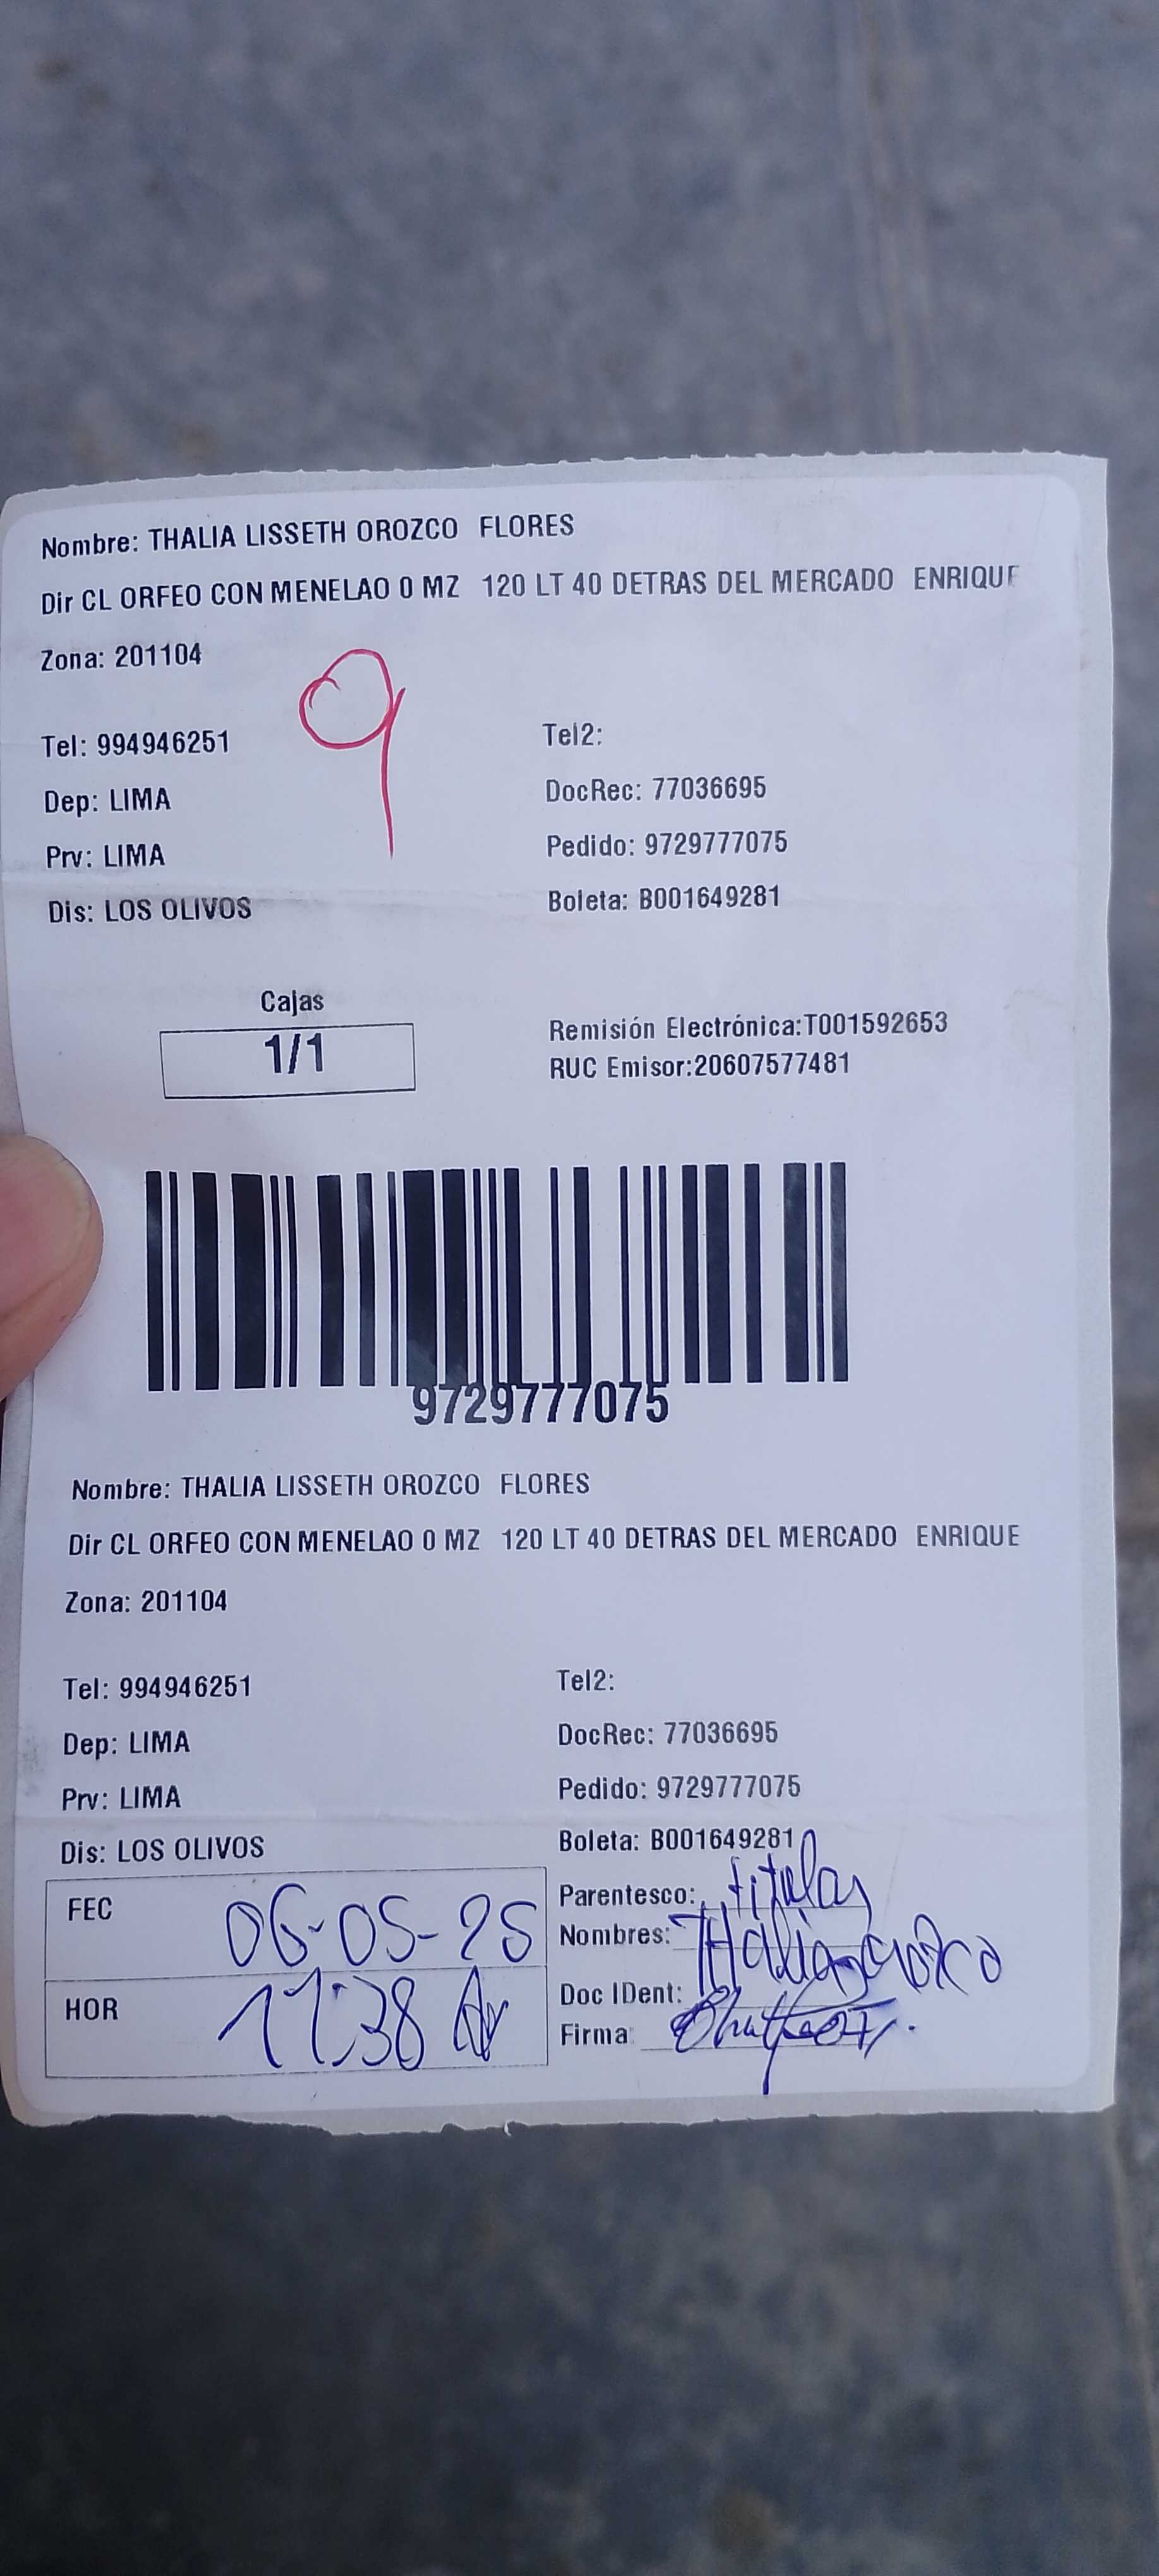 Nombre: THALIA LISSETH OROZCO FLORES
Dir CL ORFEO CON MENELAO 0 MZ 120 LT 40 DETRAS DEL MERCADO ENRIQUE
Zona: 201104
9
Tel: 994946251 Tel2:
Dep: LIMA DocRec: 77036695
Prv: LIMA Pedido: 9729777075
Dis: LOS OLIVOS Boleta: B001649281
Cajas
1/1
Remisión Electrónica:T001592653
RUC Emisor:20607577481
9729777075
Nombre: THALIA LISSETH OROZCO FLORES
Dir CL ORFEO CON MENELAO 0 MZ 120 LT 40 DETRAS DEL MERCADO ENRIQUE
Zona: 201104
Tel: 994946251 Tel2:
Dep: LIMA DocRec: 77036695
Prv: LIMA Pedido: 9729777075
Dis: LOS OLIVOS Boleta: B001649281
FEC 06-05-25
Parentesco: titular
Nombres: THalia orozco
HOR 11:38
Doc IDent:
Firma: